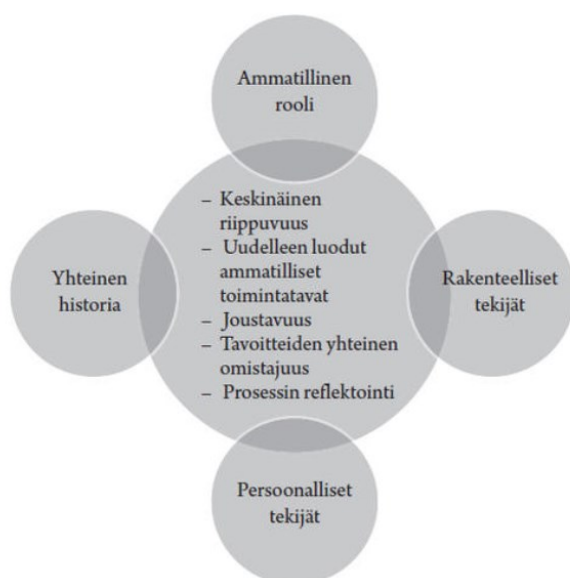 Ammatillinen
rooli
– Keskinäinen
riippuvuus
– Uudelleen luodut
ammatilliset
toimintatavat
– Joustavuus
– Tavoitteiden yhteinen
omistajuus
– Prosessin reflektointi
Yhteinen
historia
Rakenteelliset
tekijät
Persoonalliset
tekijät